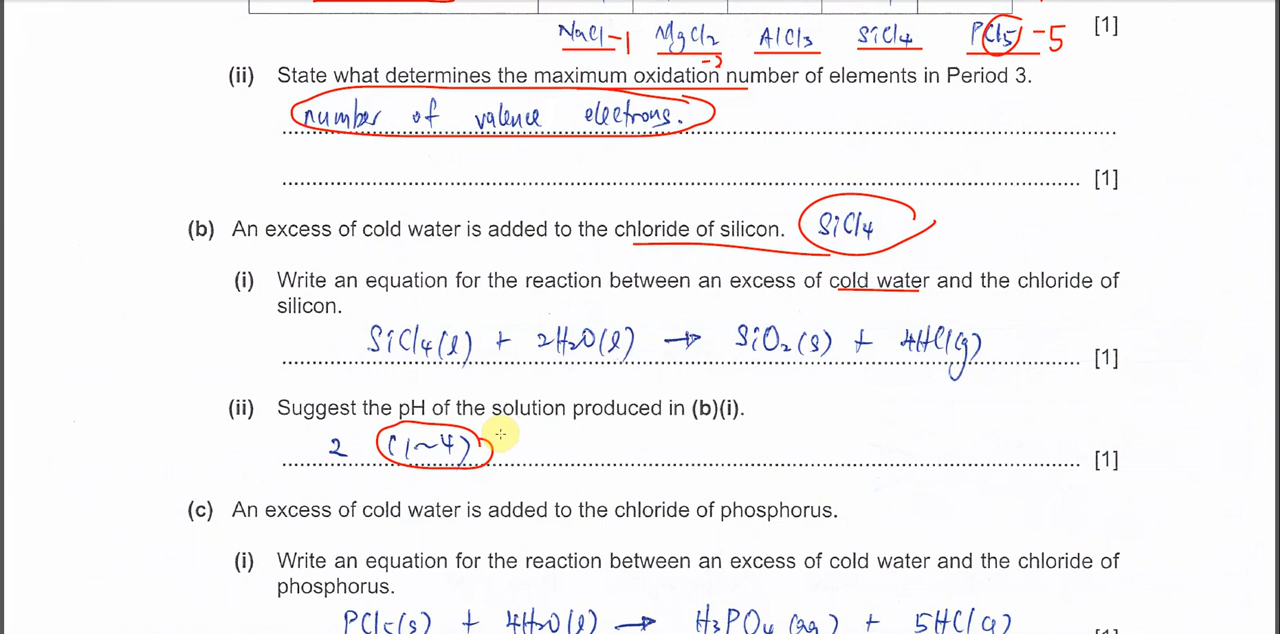 NaCl -1 MgCl2 -2 AlCl3 SiCl4 PCl5 -5 [1]
(ii) State what determines the maximum oxidation number of elements in Period 3.
number of valence electrons.
[1]
(b) An excess of cold water is added to the chloride of silicon. SiCl4
(i) Write an equation for the reaction between an excess of cold water and the chloride of
silicon.
SiCl4(l) + 2H2O(l) → SiO2(s) + 4HCl(g)
[1]
(ii) Suggest the pH of the solution produced in (b)(i).
2 (1~4)
[1]
(c) An excess of cold water is added to the chloride of phosphorus.
(i) Write an equation for the reaction between an excess of cold water and the chloride of
phosphorus.
PCl5(s) + 4H2O(l) → H3PO4(aq) + 5HCl(g)